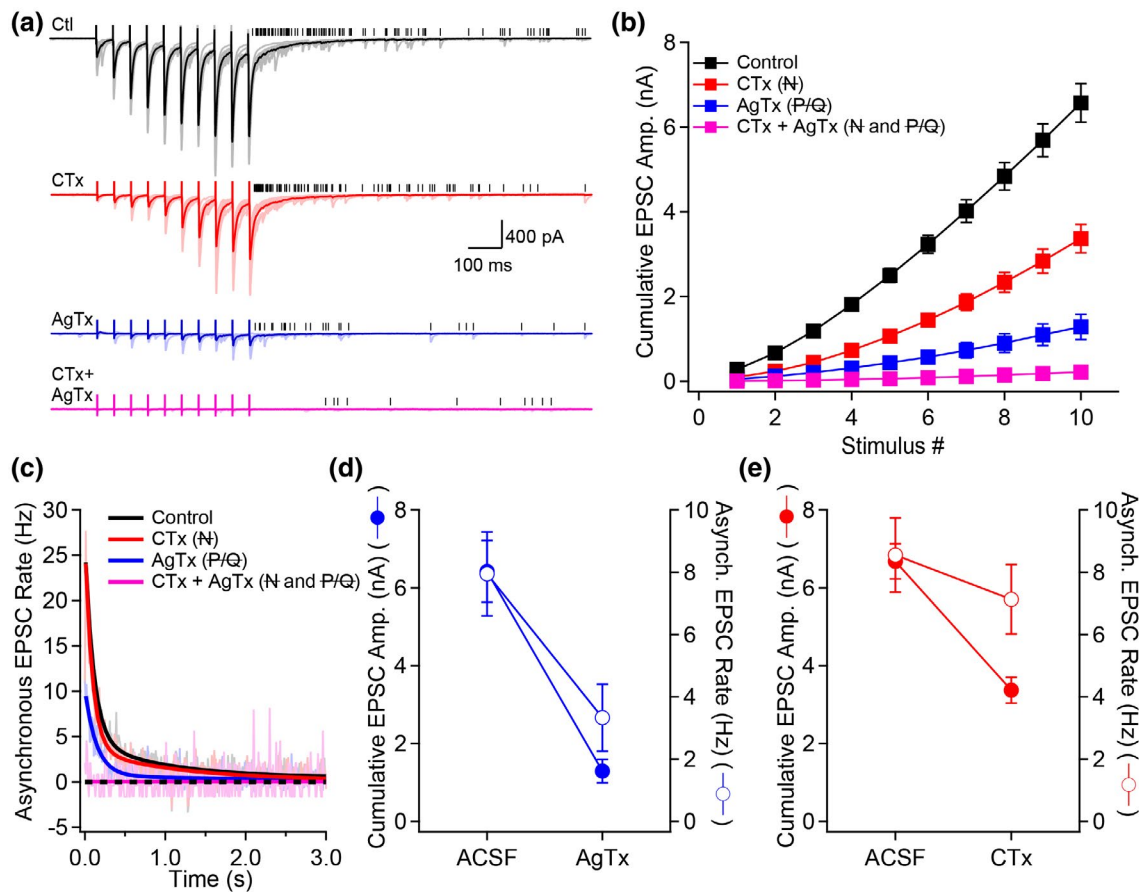 (a)
Ctl
CTx
400 pA
100 ms
AgTx
CTx+
AgTx
(b)
8
6
4
2
0
Cumulative EPSC Amp. (nA)
Control
CTx (N)
AgTx (P/Q)
CTx + AgTx (N and P/Q)
0 2 4 6 8 10
Stimulus #
(c)
30
25
20
15
10
5
0
-5
Asynchronous EPSC Rate (Hz)
Control
CTx (N)
AgTx (P/Q)
CTx + AgTx (N and P/Q)
0.0 1.0 2.0 3.0
Time (s)
(d)
Cumulative EPSC Amp. (nA) ( )
8
6
4
2
0
ACSF AgTx
10
8
6
4
2
0
Asynch. EPSC Rate (Hz) ( )
(e)
Cumulative EPSC Amp. (nA) ( )
8
6
4
2
0
ACSF CTx
10
8
6
4
2
0
Asynch. EPSC Rate (Hz) ( )